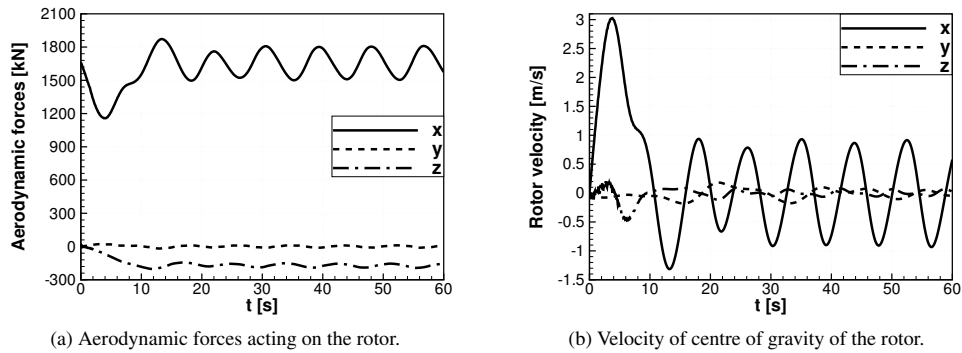 2100
1800
1500
1200
900
600
300
0
-300
Aerodynamic forces [kN]
x
y
z
0 10 20 30 40 50 60
t [s]
3
2.5
2
1.5
1
0.5
0
-0.5
-1
-1.5
Rotor velocity [m/s]
x
y
z
0 10 20 30 40 50 60
t [s]
(a) Aerodynamic forces acting on the rotor.
(b) Velocity of centre of gravity of the rotor.